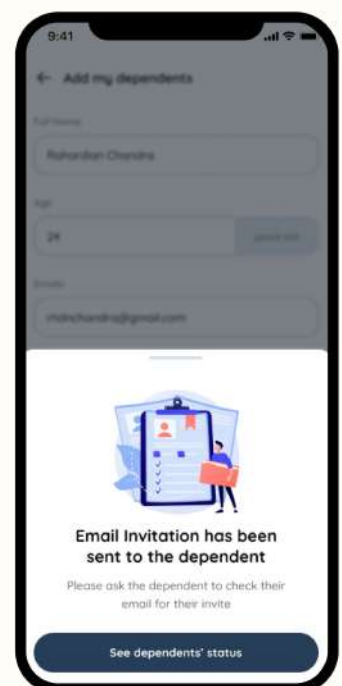 9:41
Add my dependents
Full Name
Rahardian Chandra
Age
24
Emails
Email Invitation has been
sent to the dependent
Please ask the dependent to check their
email for their invite
See dependents' status